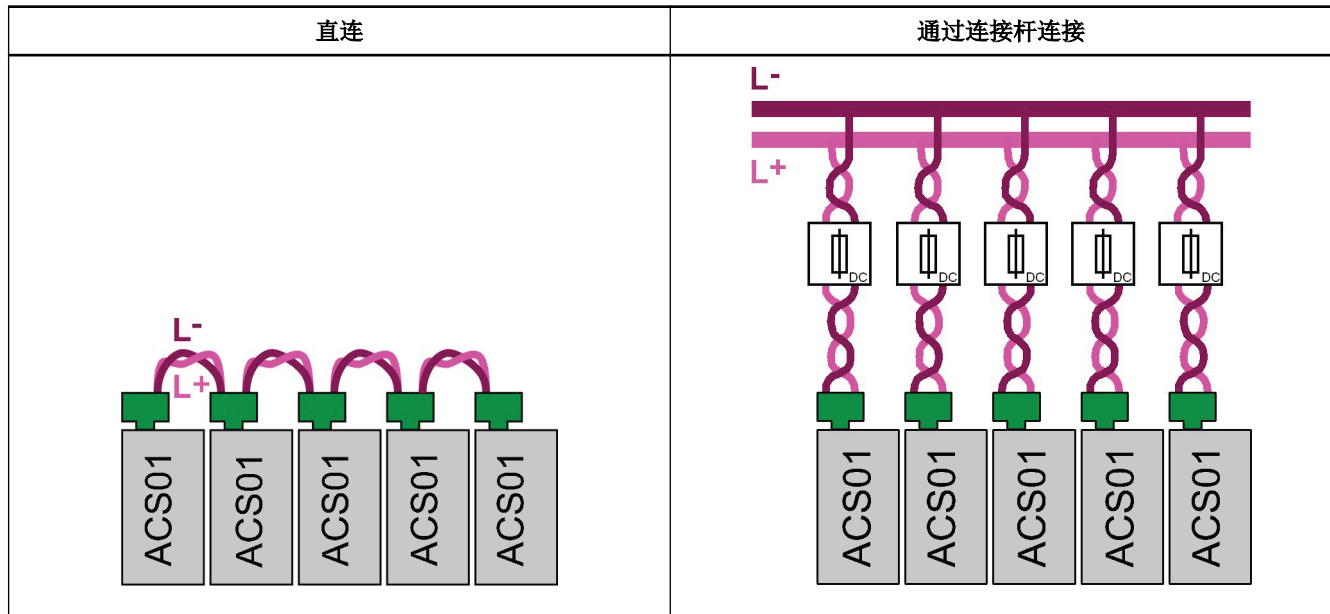 直连
通过连接杆连接
L-
L+
ACS01
ACS01
ACS01
ACS01
ACS01
L-
L+
DC
DC
DC
DC
DC
ACS01
ACS01
ACS01
ACS01
ACS01